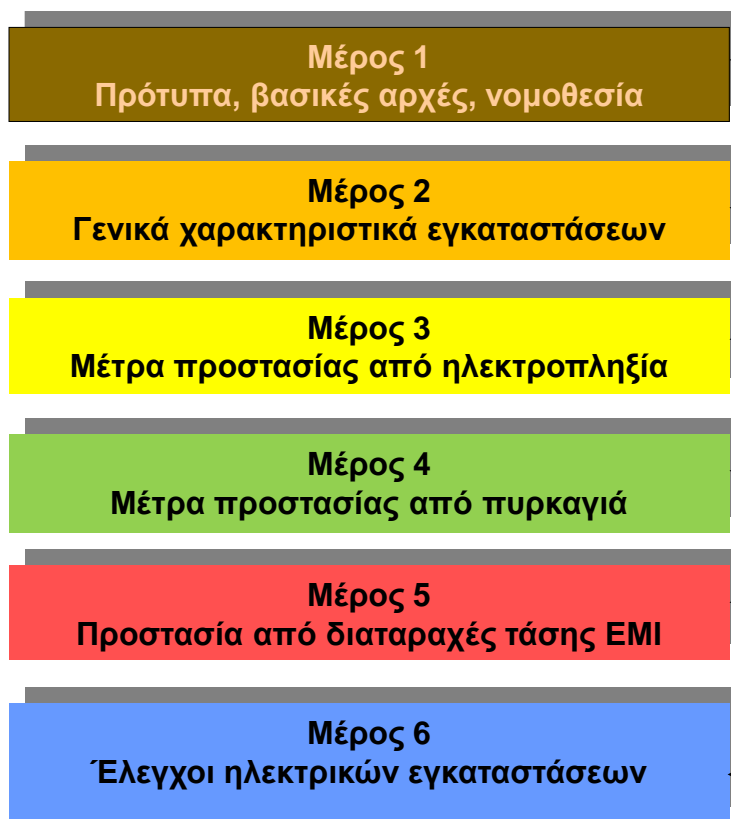 Μέρος 1
Πρότυπα, βασικές αρχές, νομοθεσία
Μέρος 2
Γενικά χαρακτηριστικά εγκαταστάσεων
Μέρος 3
Μέτρα προστασίας από ηλεκτροπληξία
Μέρος 4
Μέτρα προστασίας από πυρκαγιά
Μέρος 5
Προστασία από διαταραχές τάσης ΕΜΙ
Μέρος 6
Έλεγχοι ηλεκτρικών εγκαταστάσεων